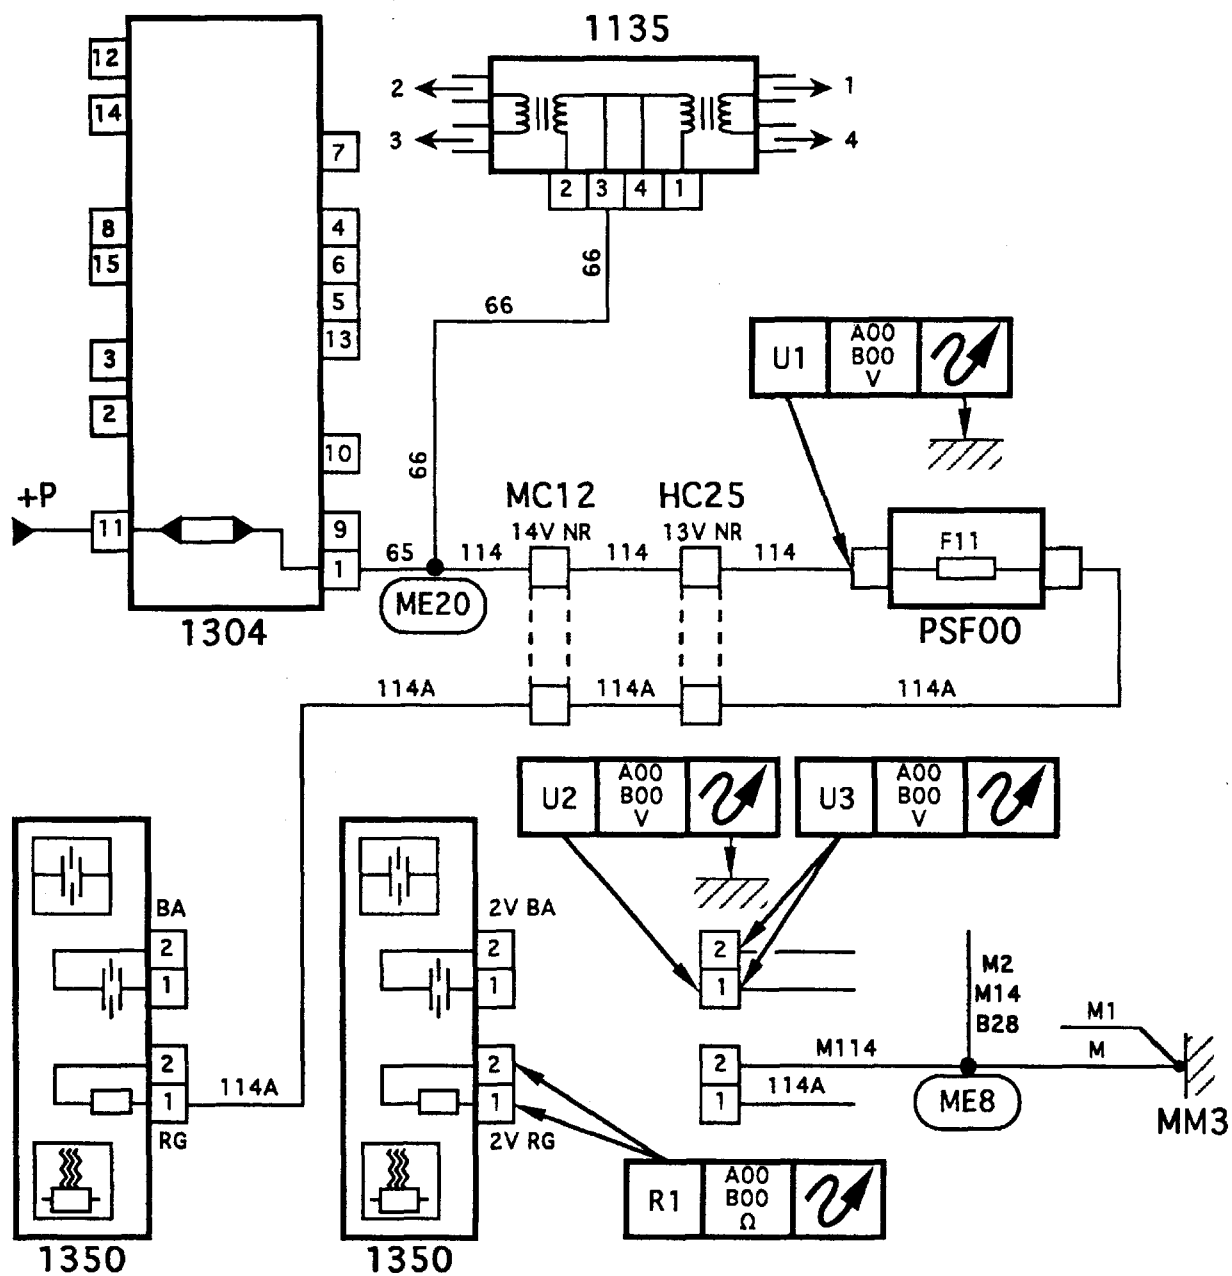 1135
12
14
7
2
1
3
4
2
3
4
1
8
15
4
6
5
13
3
2
10
66
66
66
U1
A00
B00
V
+P
11
9
1
1304
65
ME20
114
MC12
14V NR
114
HC25
13V NR
114
F11
PSF00
114A
114A
114A
U2
A00
B00
V
U3
A00
B00
V
BA
2
1
2
1
RG
1350
114A
2V BA
2
1
2
1
2V RG
1350
2
1
2
1
M114
114A
M2
M14
B28
ME8
M1
M
MM3
R1
A00
B00
Ω